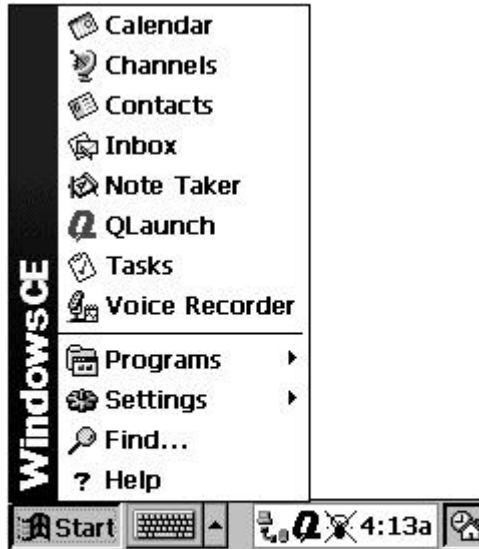 Calendar
Channels
Contacts
Inbox
Note Taker
QLaunch
Tasks
Voice Recorder
Programs
Settings
Find...
? Help
Windows CE
Start
4:13a